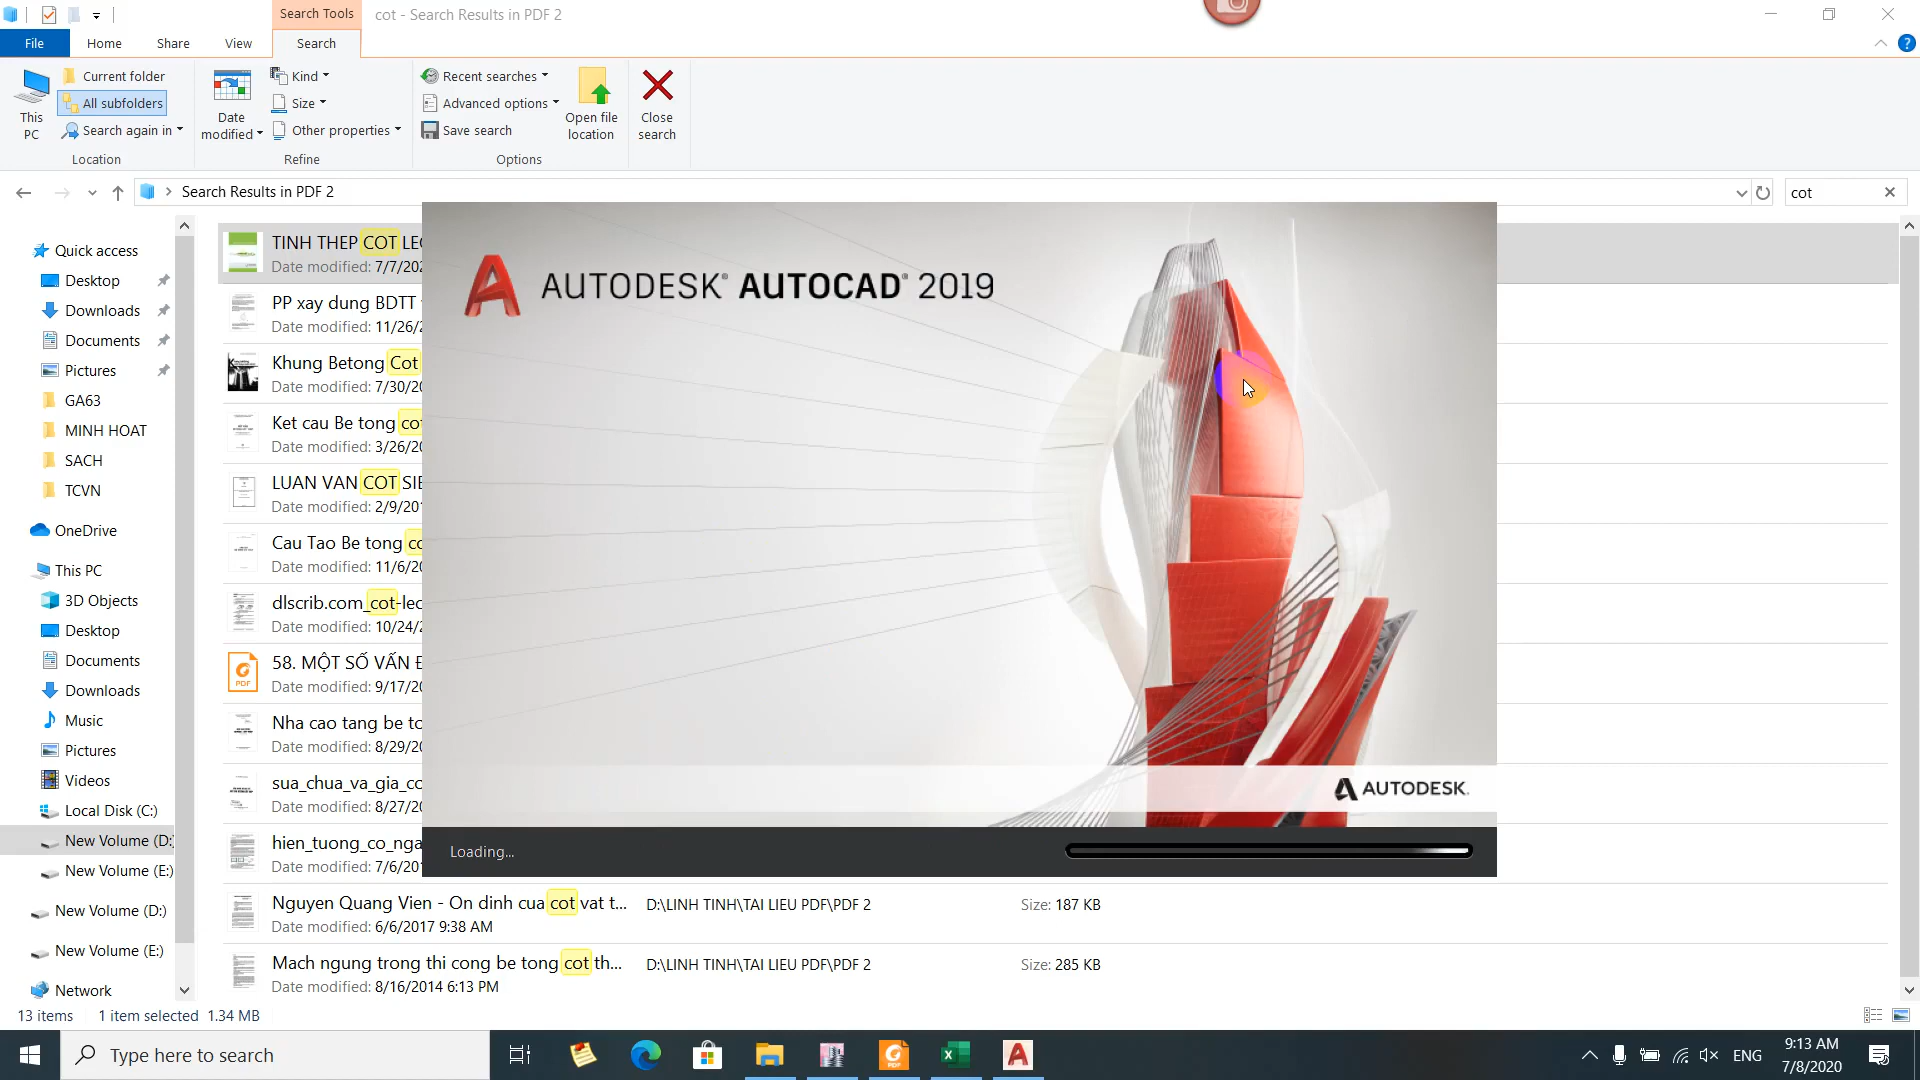 Search Tools
cot - Search Results in PDF 2
File
Home
Share
View
Search
This PC
Current folder
All subfolders
Search again in
Location
Date modified
Kind
Size
Other properties
Refine
Recent searches
Advanced options
Save search
Options
Open file location
Close search
Search Results in PDF 2
cot
Quick access
Desktop
Downloads
Documents
Pictures
GA63
MINH HOAT
SACH
TCVN
OneDrive
This PC
3D Objects
Desktop
Documents
Downloads
Music
Pictures
Videos
Local Disk (C:)
New Volume (D:)
New Volume (E:)
New Volume (D:)
New Volume (E:)
Network
TINH THEP COT LEC
Date modified: 7/7/202
PP xay dung BDTT
Date modified: 11/26/2
Khung Betong Cot
Date modified: 7/30/20
Ket cau Be tong cot
Date modified: 3/26/20
LUAN VAN COT SIE
Date modified: 2/9/201
Cau Tao Be tong co
Date modified: 11/6/20
dlscrib.com_cot-lec
Date modified: 10/24/2
58. MỘT SỐ VẤN Đ
Date modified: 9/17/20
Nha cao tang be to
Date modified: 8/29/20
sua_chua_va_gia_co
Date modified: 8/27/20
hien_tuong_co_nga
Date modified: 7/6/201
Nguyen Quang Vien - On dinh cua cot vat t...
D:\LINH TINH\TAI LIEU PDF\PDF 2
Size: 187 KB
Date modified: 6/6/2017 9:38 AM
Mach ngung trong thi cong be tong cot th...
D:\LINH TINH\TAI LIEU PDF\PDF 2
Size: 285 KB
Date modified: 8/16/2014 6:13 PM
AUTODESK® AUTOCAD® 2019
AUTODESK.
Loading...
13 items
1 item selected 1.34 MB
Type here to search
ENG
9:13 AM
7/8/2020